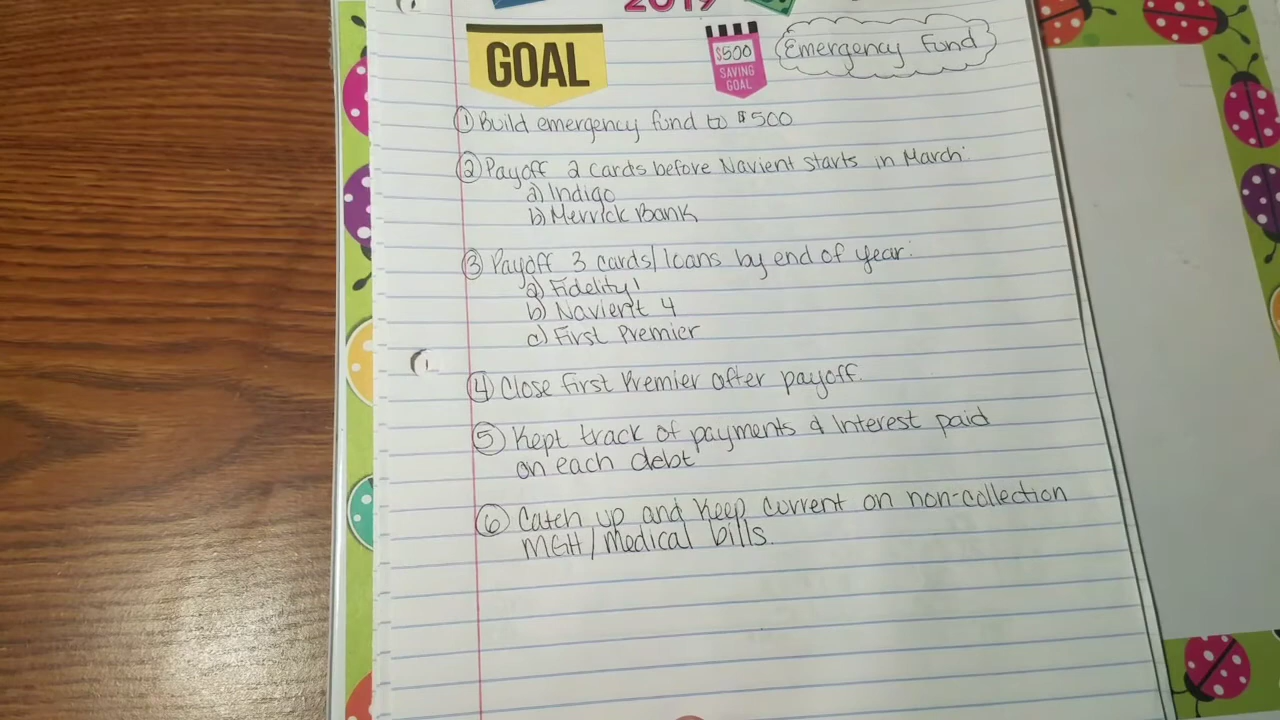 2019
GOAL
$500
SAVING
GOAL
Emergency Fund
① Build emergency fund to $500
② Payoff 2 cards before Navient starts in March:
a) Indigo
b) Merrick Bank
③ Payoff 3 cards/loans by end of year:
a) Fidelity 1
b) Navient 4
c) First Premier
④ Close First Premier after payoff.
⑤ Kept track of payments & Interest paid
on each debt
⑥ Catch up and Keep current on non-collection
MGH/Medical bills.